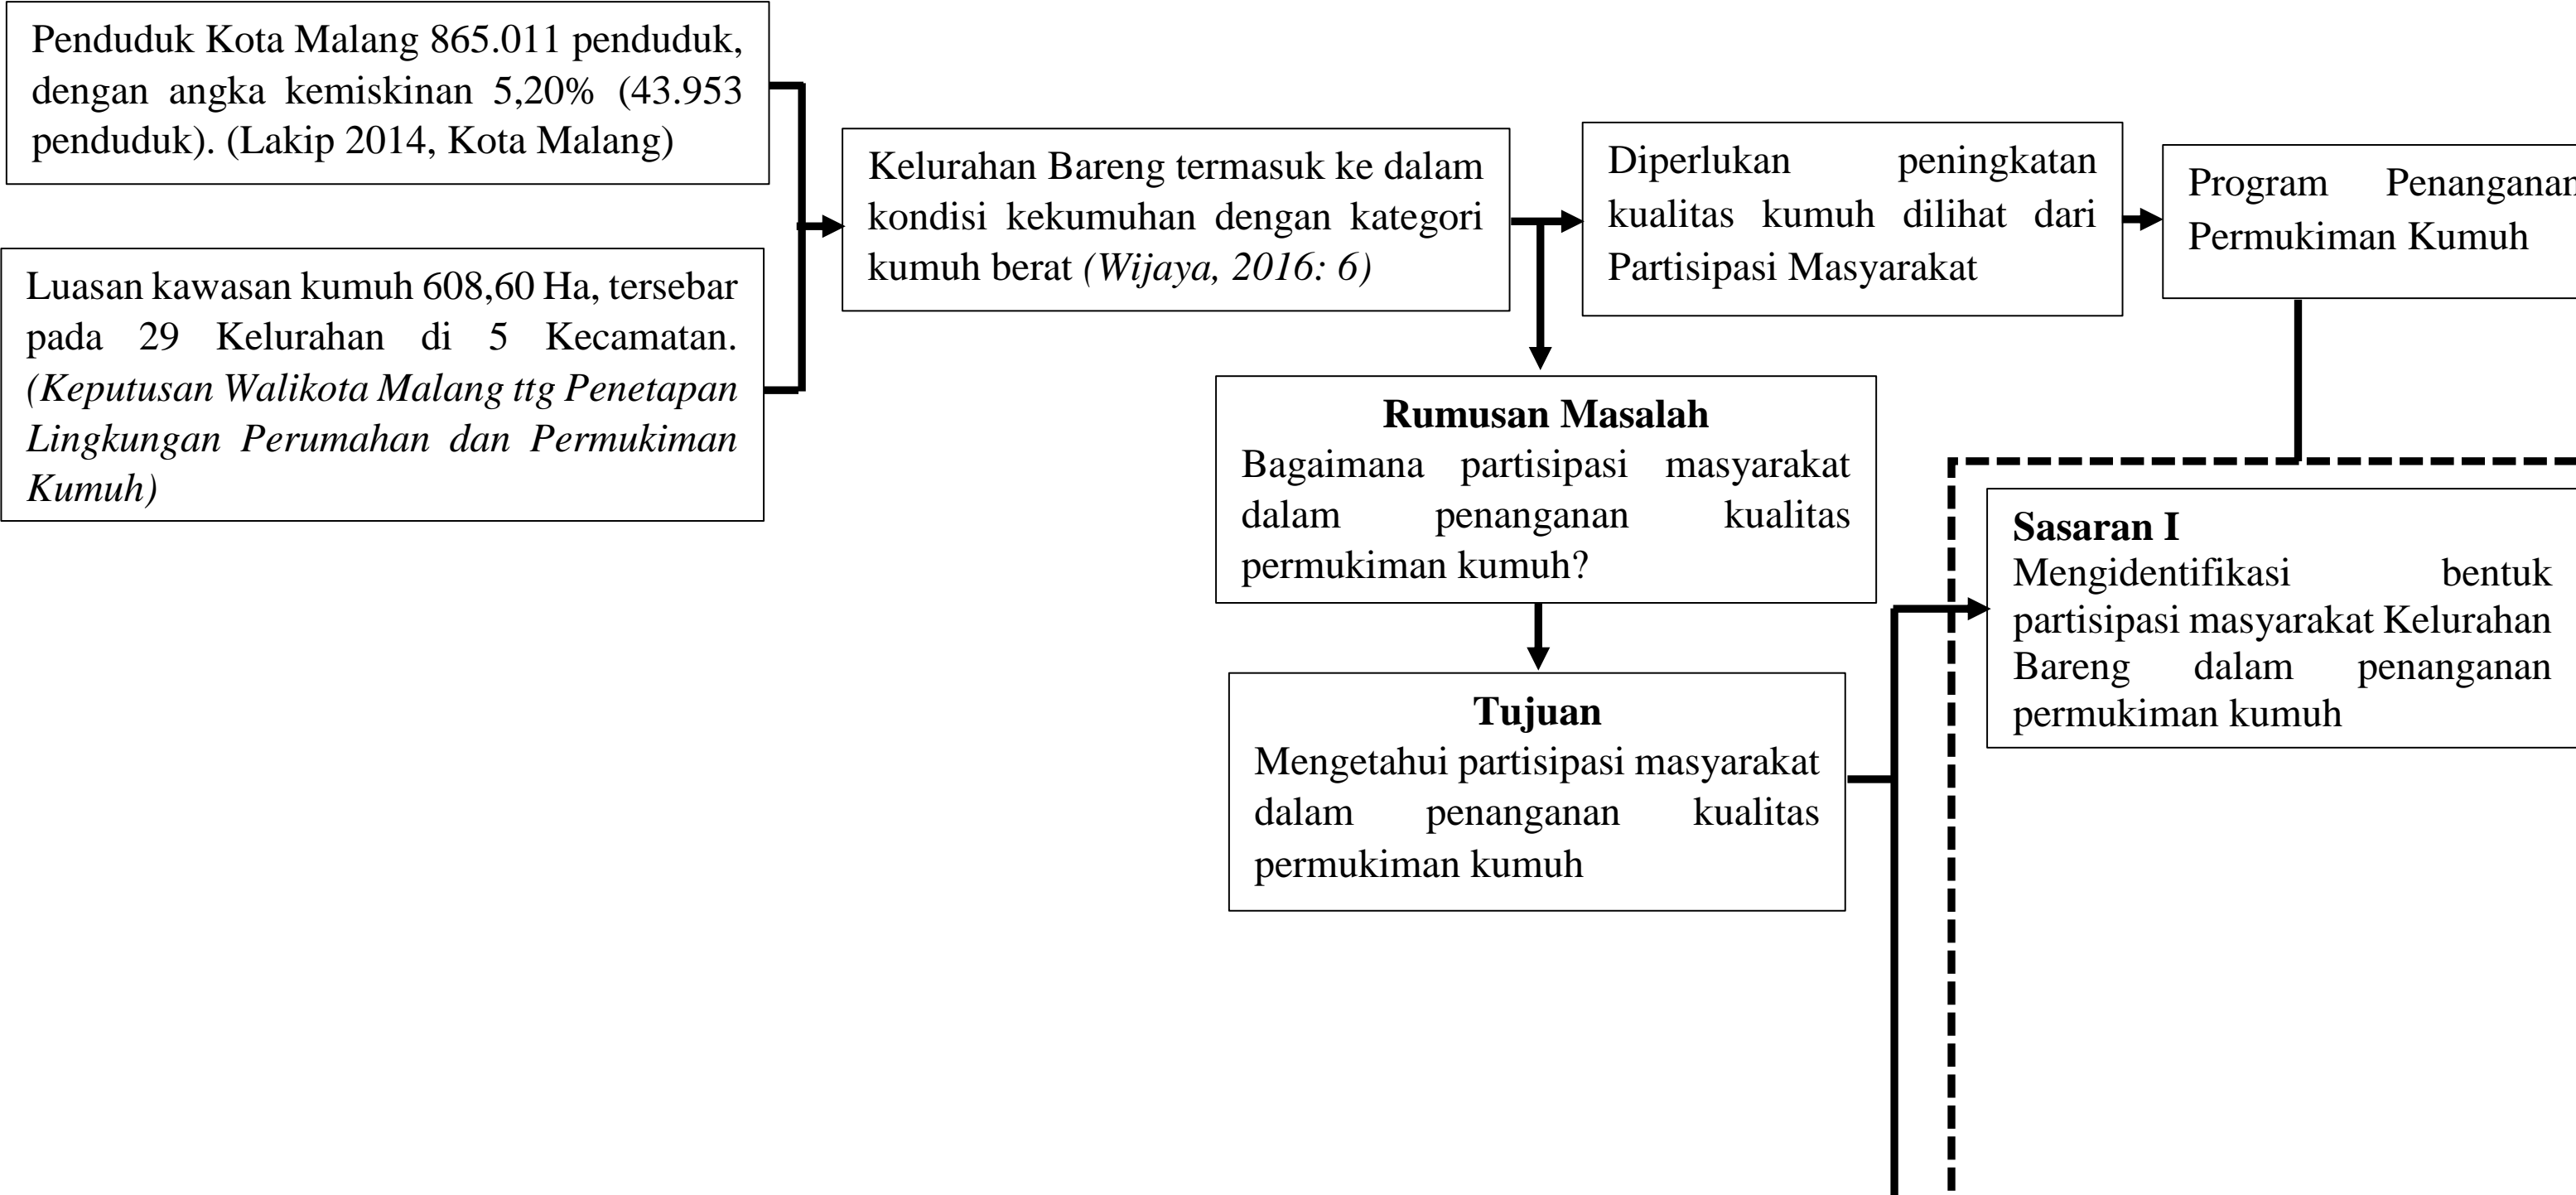 Penduduk Kota Malang 865.011 penduduk,
dengan angka kemiskinan 5,20% (43.953
penduduk). (Lakip 2014, Kota Malang)
Luasan kawasan kumuh 608,60 Ha, tersebar
pada 29 Kelurahan di 5 Kecamatan.
(Keputusan Walikota Malang ttg Penetapan
Lingkungan Perumahan dan Permukiman
Kumuh)
Kelurahan Bareng termasuk ke dalam
kondisi kekumuhan dengan kategori
kumuh berat (Wijaya, 2016: 6)
Diperlukan peningkatan
kualitas kumuh dilihat dari
Partisipasi Masyarakat
Program Penanganan
Permukiman Kumuh
Rumusan Masalah
Bagaimana partisipasi masyarakat
dalam penanganan kualitas
permukiman kumuh?
Tujuan
Mengetahui partisipasi masyarakat
dalam penanganan kualitas
permukiman kumuh
Sasaran I
Mengidentifikasi bentuk
partisipasi masyarakat Kelurahan
Bareng dalam penanganan
permukiman kumuh